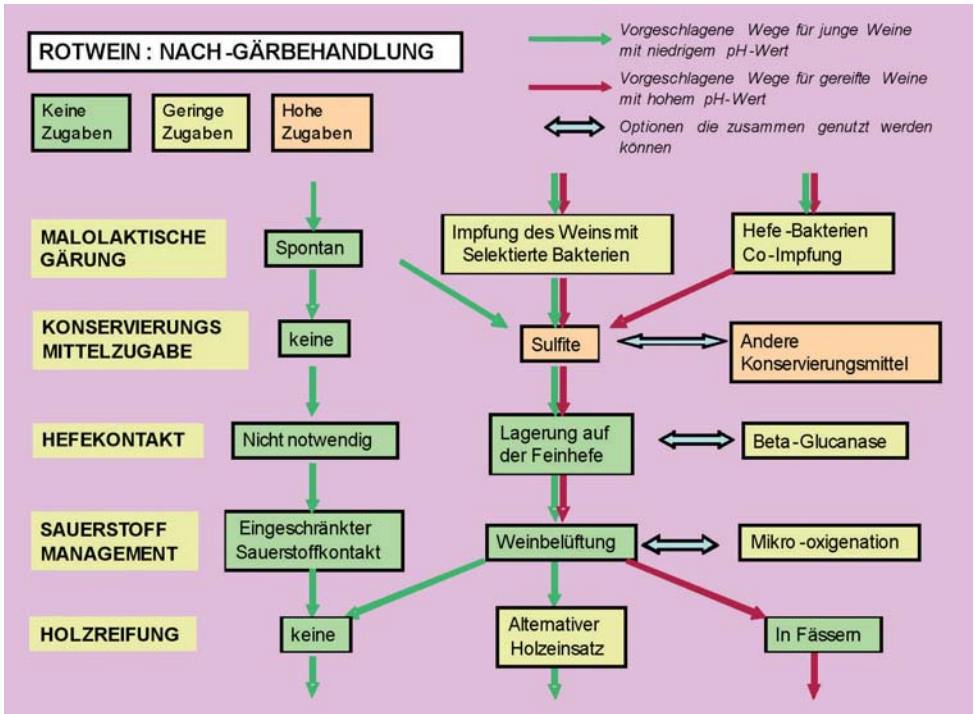 ROTWEIN : NACH-GÄRBEHANDLUNG
Vorgeschlagene Wege für junge Weine
mit niedrigem pH-Wert
Vorgeschlagene Wege für gereifte Weine
mit hohem pH-Wert
Optionen die zusammen genutzt werden
können
Keine
Zugaben
Geringe
Zugaben
Hohe
Zugaben
MALOLAKTISCHE
GÄRUNG
Spontan
Impfung des Weins mit
Selektierte Bakterien
Hefe-Bakterien
Co-Impfung
KONSERVIERUNGS
MITTELZUGABE
keine
Sulfite
Andere
Konservierungsmittel
HEFEKONTAKT
Nicht notwendig
Lagerung auf
der Feinhefe
Beta-Glucanase
SAUERSTOFF
MANAGEMENT
Eingeschränkter
Sauerstoffkontakt
Weinbelüftung
Mikro-oxigenation
HOLZREIFUNG
keine
Alternativer
Holzeinsatz
In Fässern